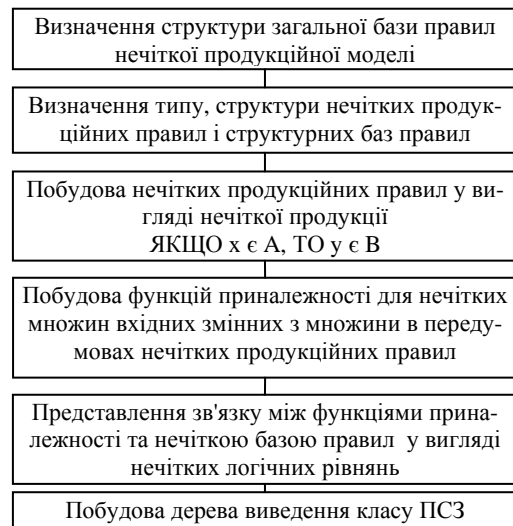 Визначення структури загальної бази правил
нечіткої продукційної моделі
Визначення типу, структури нечітких продук-
ційних правил і структурних баз правил
Побудова нечітких продукційних правил у ви-
гляді нечіткої продукції
ЯКЩО х є А, ТО у є В
Побудова функцій приналежності для нечітких
множин вхідних змінних з множини в переду-
мовах нечітких продукційних правил
Представлення зв'язку між функціями прина-
лежності та нечіткою базою правил у вигляді
нечітких логічних рівнянь
Побудова дерева виведення класу ПСЗ